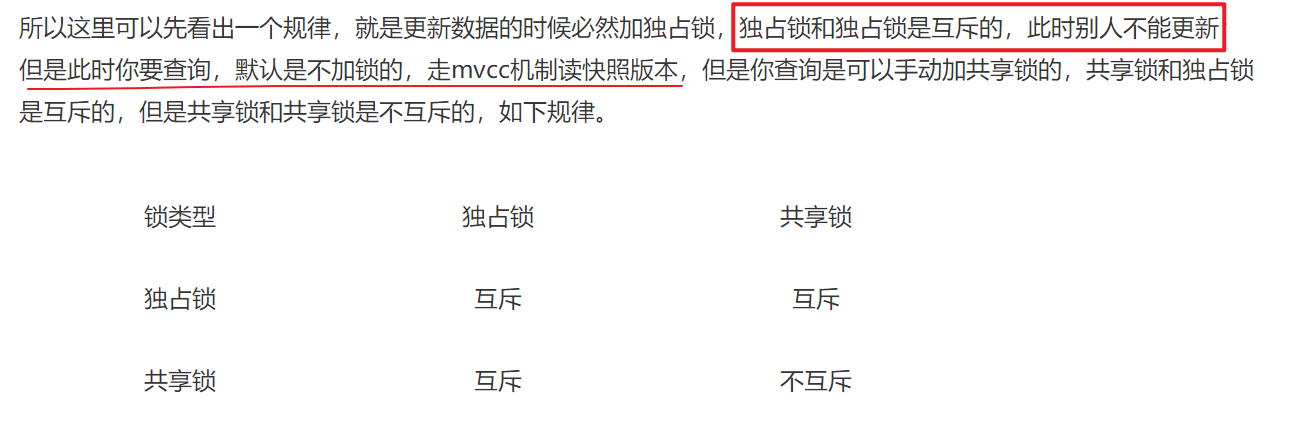 所以这里可以先看出一个规律，就是更新数据的时候必然加独占锁，独占锁和独占锁是互斥的，此时别人不能更新
但是此时你要查询，默认是不加锁的，走mvcc机制读快照版本，但是你查询是可以手动加共享锁的，共享锁和独占锁
是互斥的，但是共享锁和共享锁是不互斥的，如下规律。
锁类型 独占锁 共享锁
独占锁 互斥 互斥
共享锁 互斥 不互斥